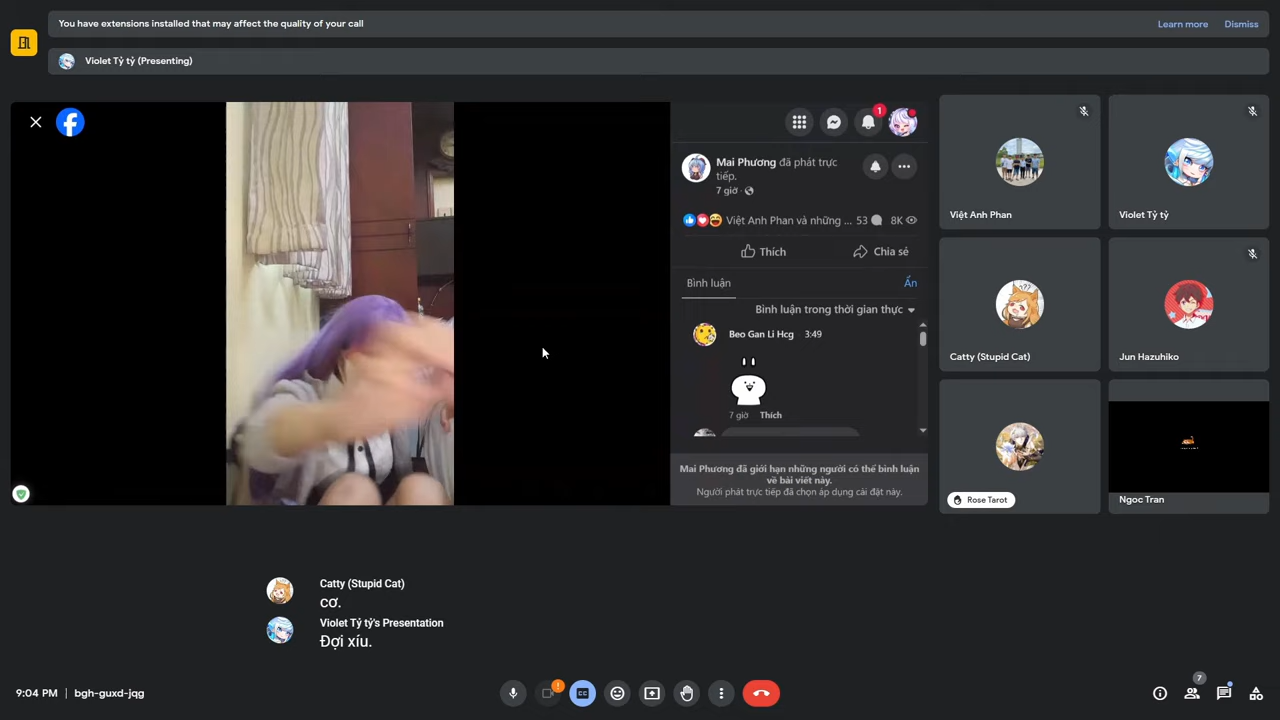 You have extensions installed that may affect the quality of your call
Learn more
Dismiss
Violet Tỷ tỷ (Presenting)
1
Mai Phương đã phát trực
tiếp.
7 giờ
Việt Anh Phan và những ... 53 8K
Thích
Chia sẻ
Bình luận
Ẩn
Bình luận trong thời gian thực
Beo Gan Li Hcg 3:49
7 giờ Thích
Mai Phương đã giới hạn những người có thể bình luận
về bài viết này.
Người phát trực tiếp đã chọn áp dụng cài đặt này.
Việt Anh Phan
Violet Tỷ tỷ
Catty (Stupid Cat)
Jun Hazuhiko
Rose Tarot
Ngoc Tran
Catty (Stupid Cat)
cơ.
Violet Tỷ tỷ's Presentation
Đợi xíu.
9:04 PM | bgh-guxd-jqg
!
CC
7